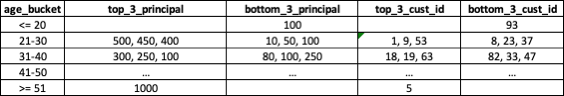 age_bucket top_3_principal bottom_3_principal top_3_cust_id bottom_3_cust_id
<= 20 100 93
21-30 500, 450, 400 10, 50, 100 1, 9, 53 8, 23, 37
31-40 300, 250, 100 80, 100, 250 18, 19, 63 82, 33, 47
41-50 ... ... ... ...
>= 51 1000 5